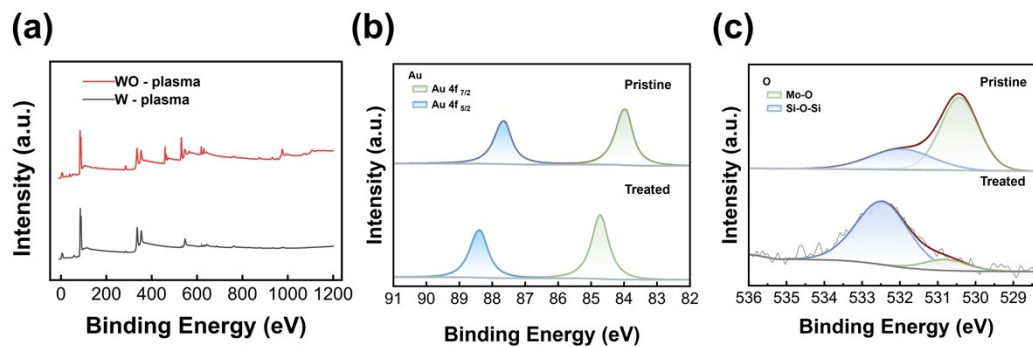 (a)
WO - plasma
W - plasma
Intensity (a.u.)
0 200 400 600 800 1000 1200
Binding Energy (eV)
(b)
Au
Au 4f 7/2
Au 4f 5/2
Pristine
Treated
Intensity (a.u.)
91 90 89 88 87 86 85 84 83 82
Binding Energy (eV)
(c)
O
Mo-O
Si-O-Si
Pristine
Treated
Intensity (a.u.)
536 535 534 533 532 531 530 529
Binding Energy (eV)